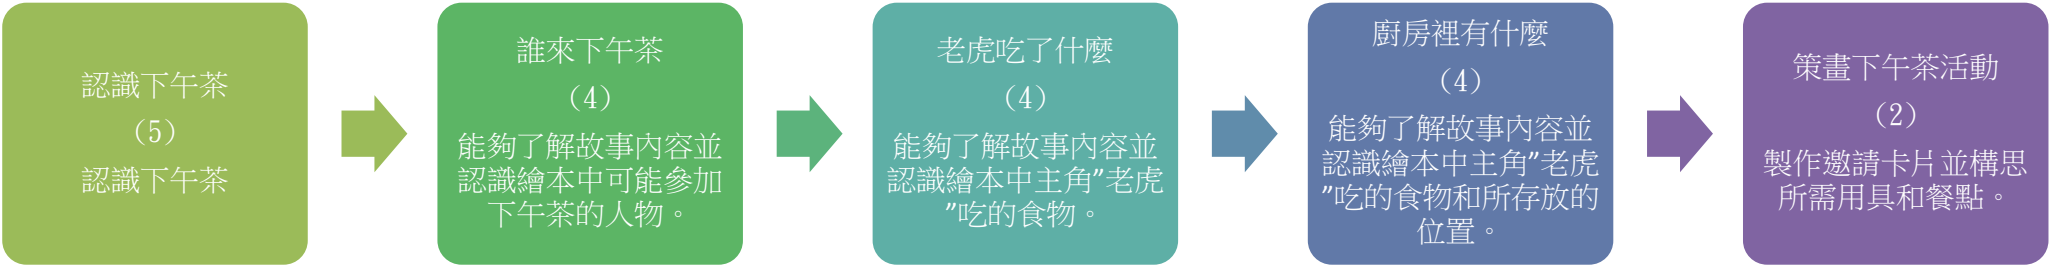 認識下午茶
（5）
認識下午茶
誰來下午茶
（4）
能夠了解故事內容並
認識繪本中可能參加
下午茶的人物。
老虎吃了什麼
（4）
能夠了解故事內容並
認識繪本中主角”老虎
”吃的食物。
廚房裡有什麼
（4）
能夠了解故事內容並
認識繪本中主角”老虎
”吃的食物和所存放的
位置。
策畫下午茶活動
（2）
製作邀請卡片並構思
所需用具和餐點。